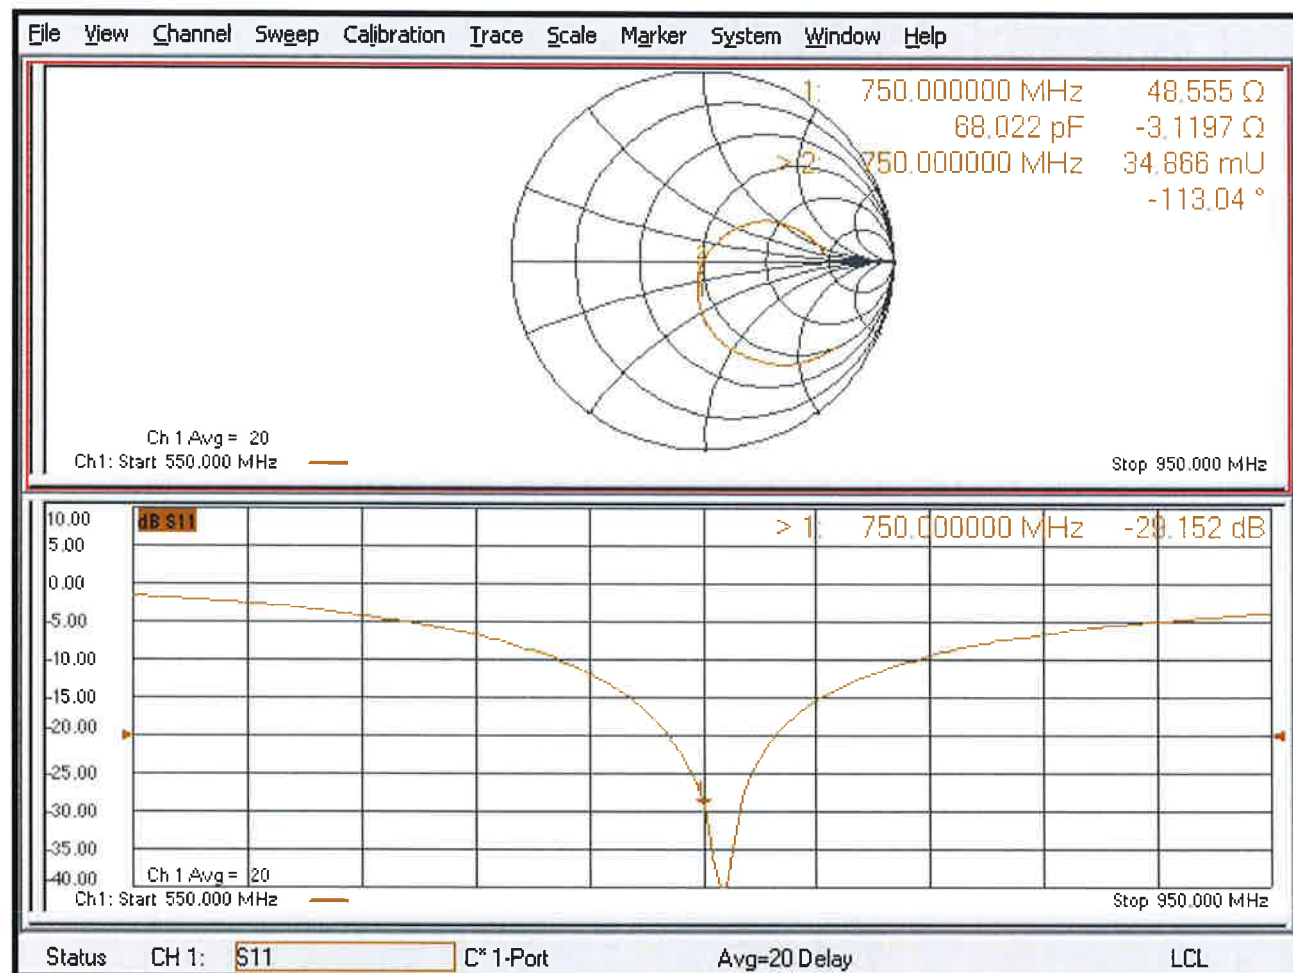 File View Channel Sweep Calibration Trace Scale Marker System Window Help
1: 750.000000 MHz 48.555 Ω
68.022 pF -3.1197 Ω
> 2: 750.000000 MHz 34.866 mU
-113.04 °
Ch 1 Avg = 20
Ch1: Start 550.000 MHz
Stop 950.000 MHz
10.00
dB S11
> 1: 750.000000 MHz -29.152 dB
5.00
0.00
-5.00
-10.00
-15.00
-20.00
-25.00
-30.00
-35.00
-40.00
Ch 1 Avg = 20
Ch1: Start 550.000 MHz
Stop 950.000 MHz
Status CH 1: S11 C* 1-Port Avg=20 Delay LCL